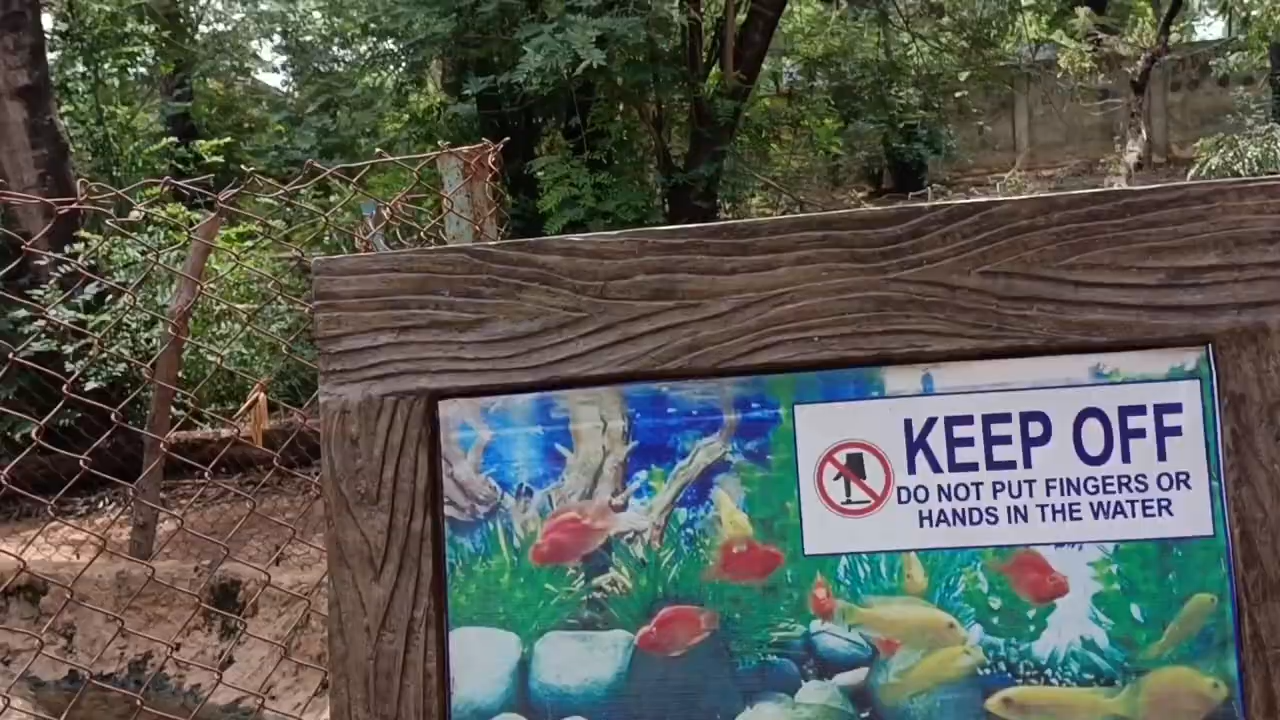 KEEP OFF
DO NOT PUT FINGERS OR
HANDS IN THE WATER